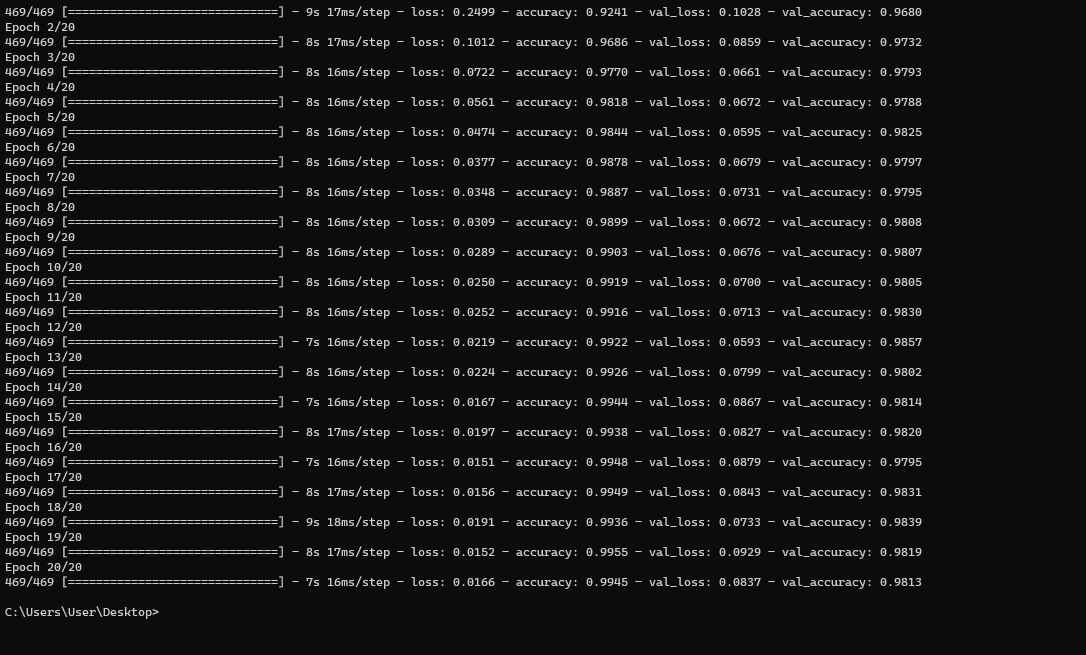 469/469 [==============================] - 9s 17ms/step - loss: 0.2499 - accuracy: 0.9241 - val_loss: 0.1028 - val_accuracy: 0.9680
Epoch 2/20
469/469 [==============================] - 8s 17ms/step - loss: 0.1012 - accuracy: 0.9686 - val_loss: 0.0859 - val_accuracy: 0.9732
Epoch 3/20
469/469 [==============================] - 8s 16ms/step - loss: 0.0722 - accuracy: 0.9770 - val_loss: 0.0661 - val_accuracy: 0.9793
Epoch 4/20
469/469 [==============================] - 8s 16ms/step - loss: 0.0561 - accuracy: 0.9818 - val_loss: 0.0672 - val_accuracy: 0.9788
Epoch 5/20
469/469 [==============================] - 8s 16ms/step - loss: 0.0474 - accuracy: 0.9844 - val_loss: 0.0595 - val_accuracy: 0.9825
Epoch 6/20
469/469 [==============================] - 8s 16ms/step - loss: 0.0377 - accuracy: 0.9878 - val_loss: 0.0679 - val_accuracy: 0.9797
Epoch 7/20
469/469 [==============================] - 8s 16ms/step - loss: 0.0348 - accuracy: 0.9887 - val_loss: 0.0731 - val_accuracy: 0.9795
Epoch 8/20
469/469 [==============================] - 8s 16ms/step - loss: 0.0309 - accuracy: 0.9899 - val_loss: 0.0672 - val_accuracy: 0.9808
Epoch 9/20
469/469 [==============================] - 8s 16ms/step - loss: 0.0289 - accuracy: 0.9903 - val_loss: 0.0676 - val_accuracy: 0.9807
Epoch 10/20
469/469 [==============================] - 8s 16ms/step - loss: 0.0250 - accuracy: 0.9919 - val_loss: 0.0700 - val_accuracy: 0.9805
Epoch 11/20
469/469 [==============================] - 8s 16ms/step - loss: 0.0252 - accuracy: 0.9916 - val_loss: 0.0713 - val_accuracy: 0.9830
Epoch 12/20
469/469 [==============================] - 7s 16ms/step - loss: 0.0219 - accuracy: 0.9922 - val_loss: 0.0593 - val_accuracy: 0.9857
Epoch 13/20
469/469 [==============================] - 8s 16ms/step - loss: 0.0224 - accuracy: 0.9926 - val_loss: 0.0799 - val_accuracy: 0.9802
Epoch 14/20
469/469 [==============================] - 7s 16ms/step - loss: 0.0167 - accuracy: 0.9944 - val_loss: 0.0867 - val_accuracy: 0.9814
Epoch 15/20
469/469 [==============================] - 8s 17ms/step - loss: 0.0197 - accuracy: 0.9938 - val_loss: 0.0827 - val_accuracy: 0.9820
Epoch 16/20
469/469 [==============================] - 7s 16ms/step - loss: 0.0151 - accuracy: 0.9948 - val_loss: 0.0879 - val_accuracy: 0.9795
Epoch 17/20
469/469 [==============================] - 8s 17ms/step - loss: 0.0156 - accuracy: 0.9949 - val_loss: 0.0843 - val_accuracy: 0.9831
Epoch 18/20
469/469 [==============================] - 9s 18ms/step - loss: 0.0191 - accuracy: 0.9936 - val_loss: 0.0733 - val_accuracy: 0.9839
Epoch 19/20
469/469 [==============================] - 8s 17ms/step - loss: 0.0152 - accuracy: 0.9955 - val_loss: 0.0929 - val_accuracy: 0.9819
Epoch 20/20
469/469 [==============================] - 7s 16ms/step - loss: 0.0166 - accuracy: 0.9945 - val_loss: 0.0837 - val_accuracy: 0.9813
C:\Users\User\Desktop>